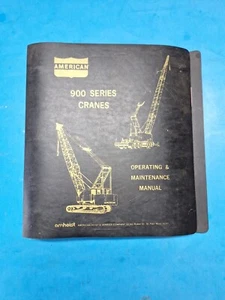 AMERICAN
900 SERIES
CRANES
OPERATING &
MAINTENANCE
MANUAL
amhoist